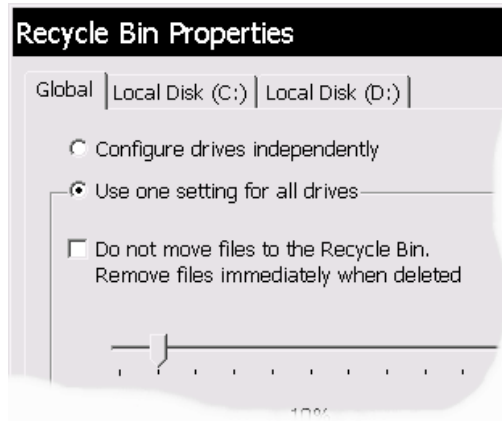 Recycle Bin Properties
Global Local Disk (C:) Local Disk (D:)
Configure drives independently
Use one setting for all drives
Do not move files to the Recycle Bin.
Remove files immediately when deleted
10%